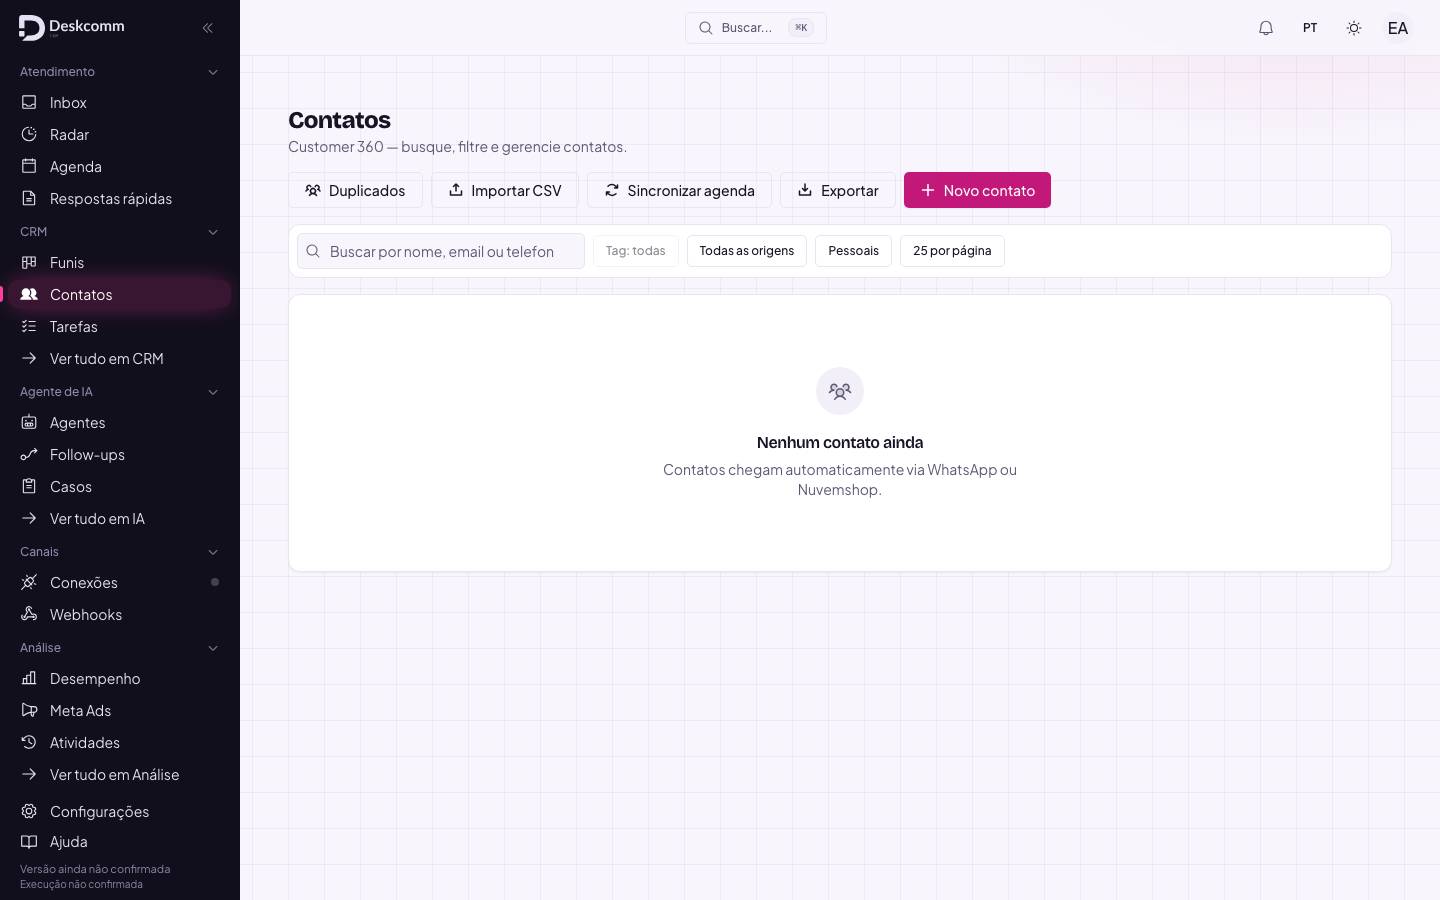 Deskcomm
Buscar...
⌘K
PT
EA
Atendimento
Inbox
Radar
Agenda
Respostas rápidas
CRM
Funis
Contatos
Tarefas
Ver tudo em CRM
Agente de IA
Agentes
Follow-ups
Casos
Ver tudo em IA
Canais
Conexões
Webhooks
Análise
Desempenho
Meta Ads
Atividades
Ver tudo em Análise
Configurações
Ajuda
Versão ainda não confirmada
Execução não confirmada
Contatos
Customer 360 — busque, filtre e gerencie contatos.
Duplicados
Importar CSV
Sincronizar agenda
Exportar
Novo contato
Buscar por nome, email ou telefon
Tag: todas
Todas as origens
Pessoais
25 por página
Nenhum contato ainda
Contatos chegam automaticamente via WhatsApp ou
Nuvemshop.